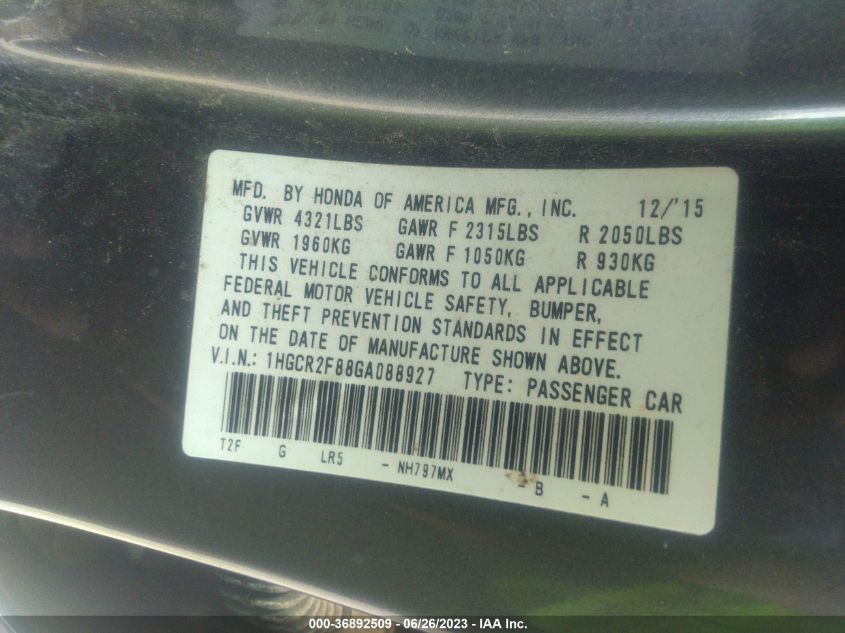 MFD. BY HONDA OF AMERICA MFG., INC. 12/'15
GVWR 4321LBS GAWR F 2315LBS R 2050LBS
GVWR 1960KG GAWR F 1050KG R 930KG
THIS VEHICLE CONFORMS TO ALL APPLICABLE
FEDERAL MOTOR VEHICLE SAFETY, BUMPER,
AND THEFT PREVENTION STANDARDS IN EFFECT
ON THE DATE OF MANUFACTURE SHOWN ABOVE.
V.I.N.: 1HGCR2F88GA088927 TYPE: PASSENGER CAR
T2F G LR5 - NH797MX - B - A
000-36892509 - 06/26/2023 - IAA Inc.